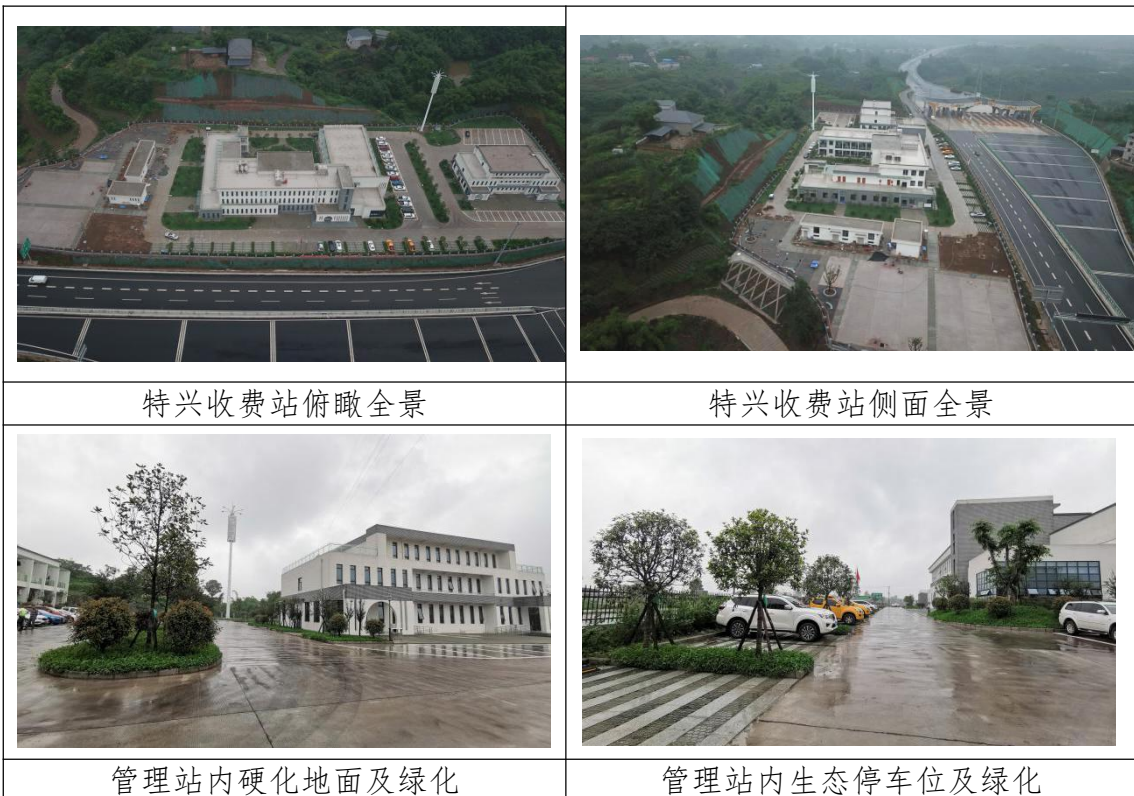 特兴收费站俯瞰全景
特兴收费站侧面全景
管理站内硬化地面及绿化
管理站内生态停车位及绿化